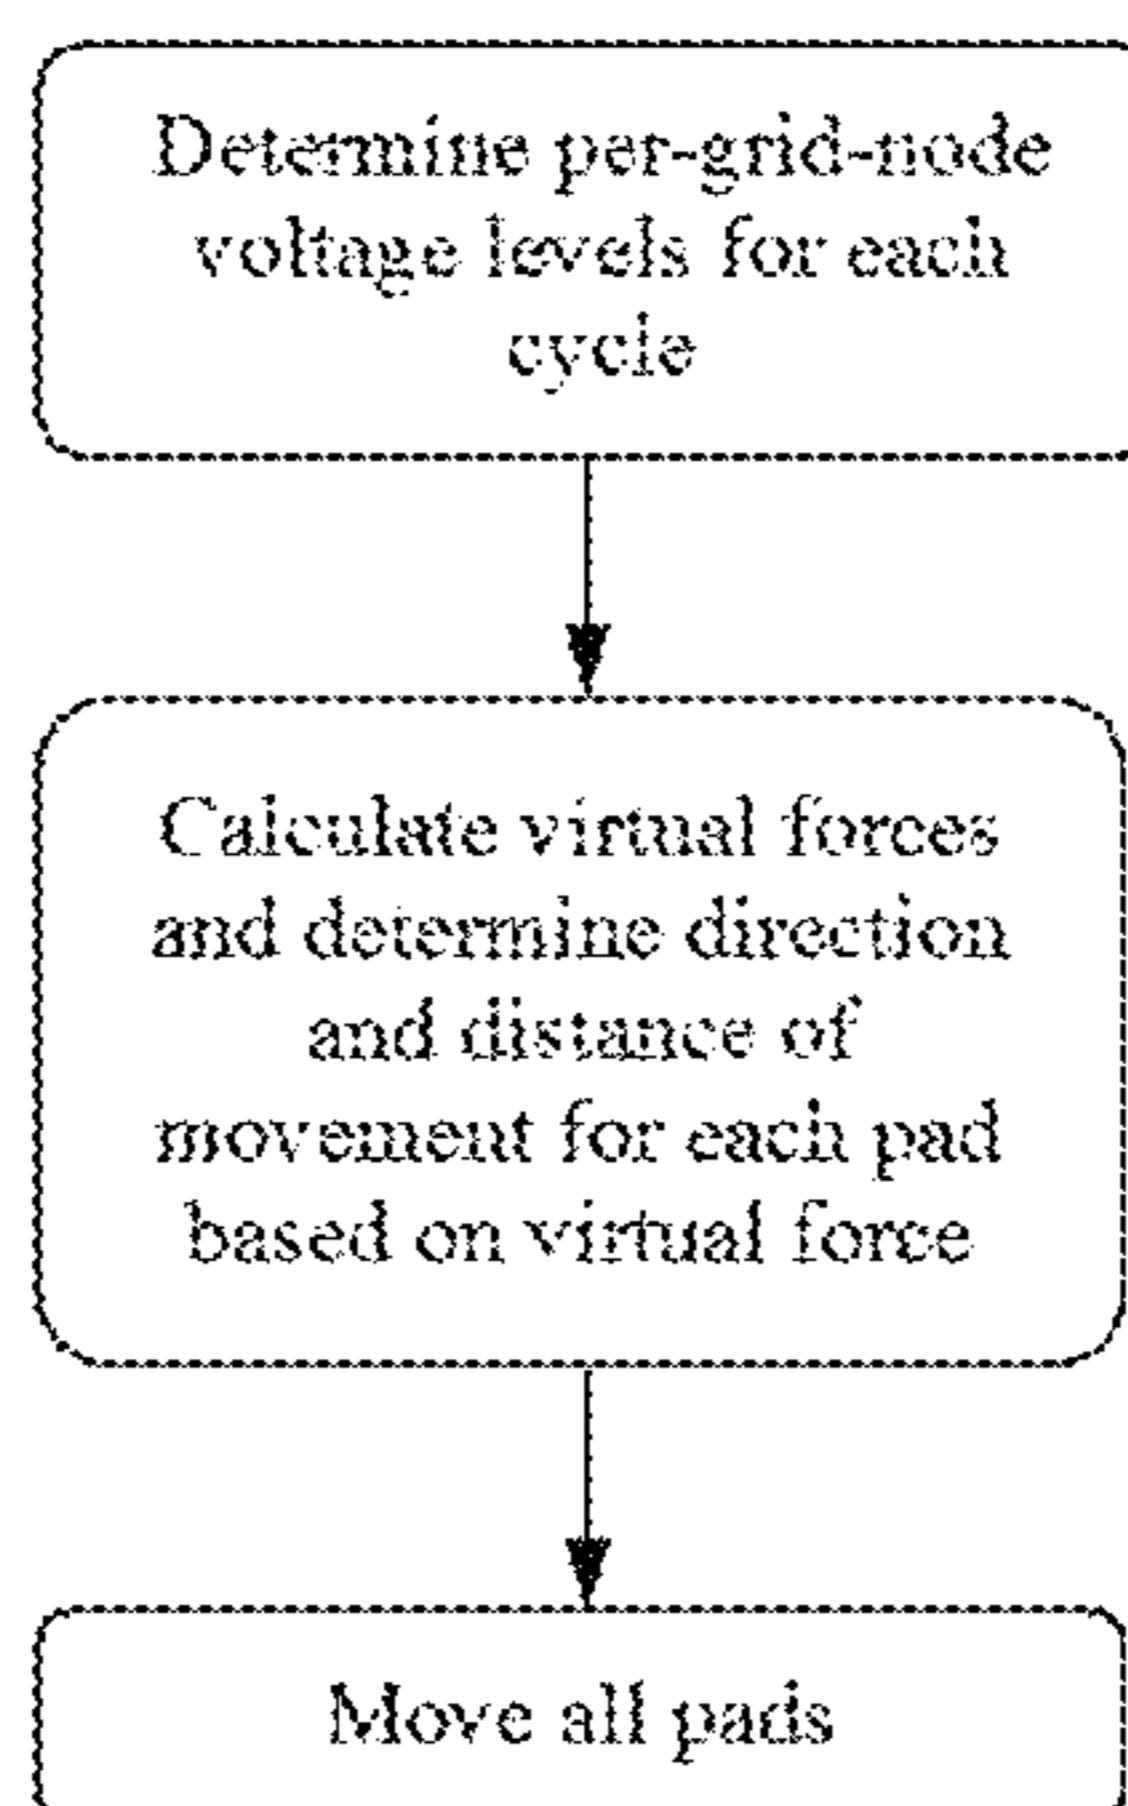 Determine per-grid-node
voltage levels for each
cycle
Calculate virtual forces
and determine direction
and distance of
movement for each pad
based on virtual force
Move all pads